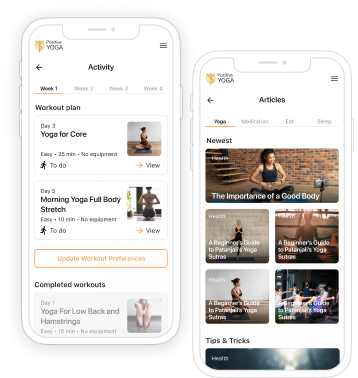 Positive
YOGA
Activity
Week 1
Week 2
Week 3
Week 4
Workout plan
Day 3
Yoga for Core
Easy • 25 min • No equipment
To do
View
Day 5
Morning Yoga Full Body
Stretch
Easy • 10 min • No equipment
To do
View
Update Workout Preferences
Completed workouts
Day 1
Yoga For Low Back and
Hamstrings
Easy • 15 min • No equipment
Positive
YOGA
Articles
Yoga
Meditation
Eat
Sleep
Newest
Health
The Importance of a Good Body
Health
A Beginner's Guide
to Patanjali's Yoga
Sutras
Health
A Beginner's Guide
to Patanjali's Yoga
Sutras
Health
A Beginner's Guide
to Patanjali's Yoga
Sutras
Health
A Beginner's Guide
to Patanjali's Yoga
Sutras
Tips & Tricks
Health